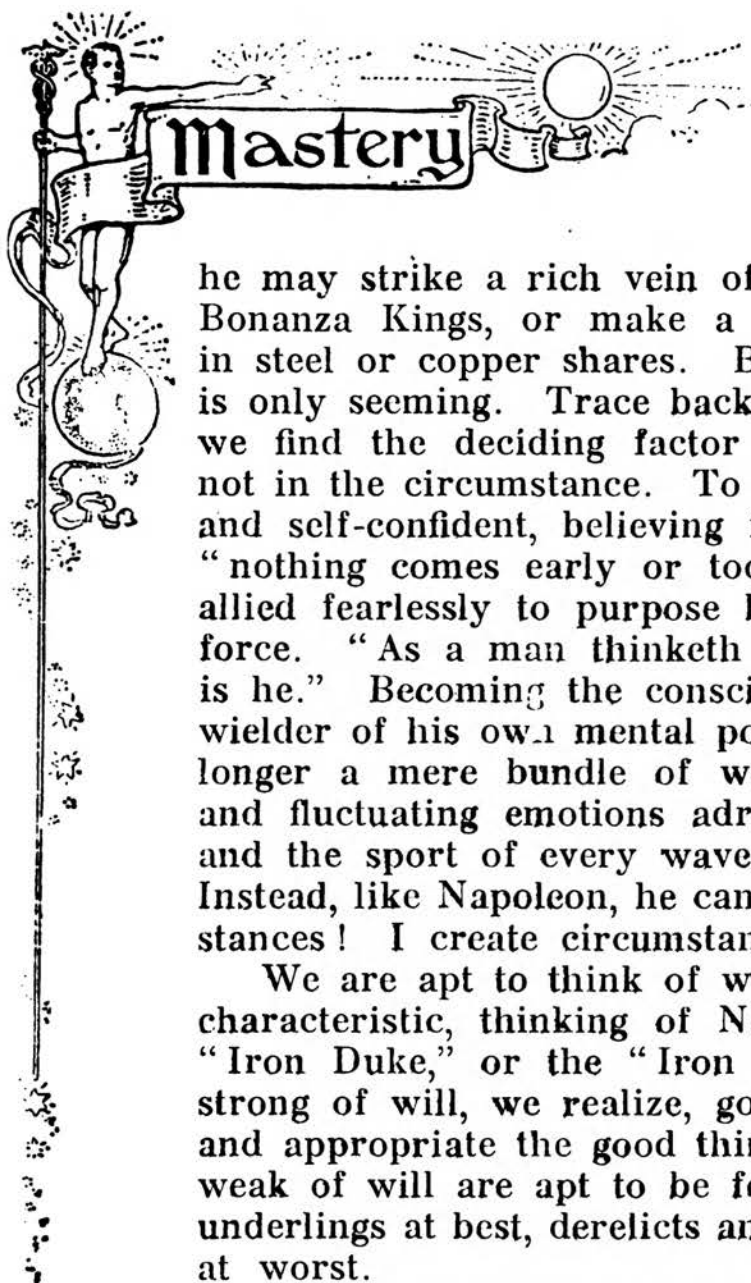 Mastery
he may strike a rich vein of
Bonanza Kings, or make a
in steel or copper shares. B
is only seeming. Trace back
we find the deciding factor
not in the circumstance. To
and self-confident, believing
"nothing comes early or too
allied fearlessly to purpose
force. "As a man thinketh
is he." Becoming the consci
wielder of his own mental po
longer a mere bundle of w
and fluctuating emotions adr
and the sport of every wave
Instead, like Napoleon, he can
stances! I create circumstan
We are apt to think of w
characteristic, thinking of N
"Iron Duke," or the "Iron
strong of will, we realize, go
and appropriate the good thin
weak of will are apt to be fo
underlings at best, derelicts an
at worst.